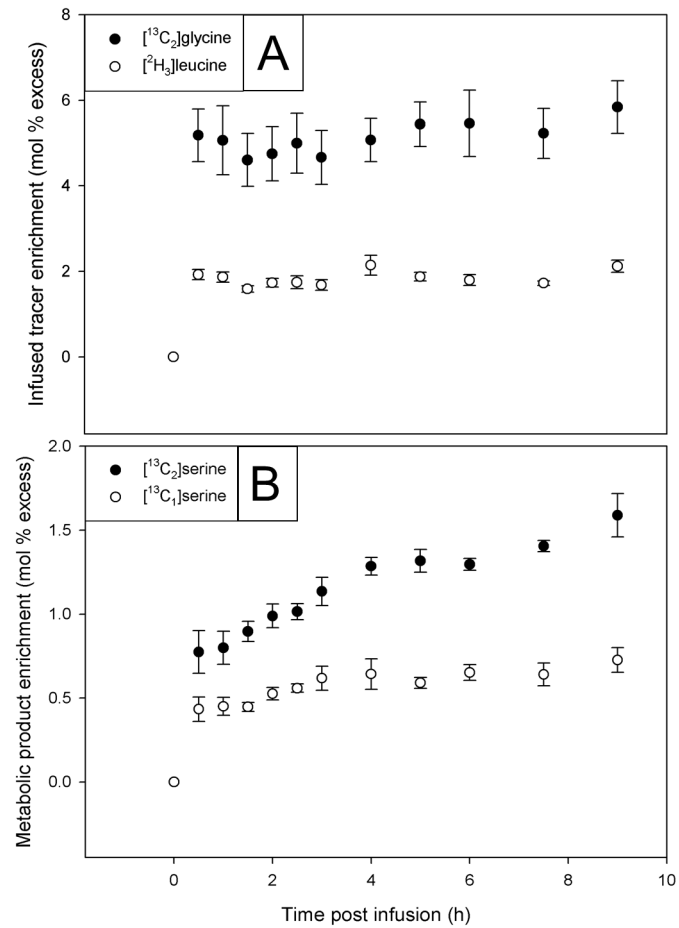 8
[¹³C₂]glycine
[²H₃]leucine
A
6
4
2
0
Infused tracer enrichment (mol % excess)
2.0
[¹³C₂]serine
[¹³C₁]serine
B
1.5
1.0
0.5
0.0
Metabolic product enrichment (mol % excess)
0 2 4 6 8 10
Time post infusion (h)